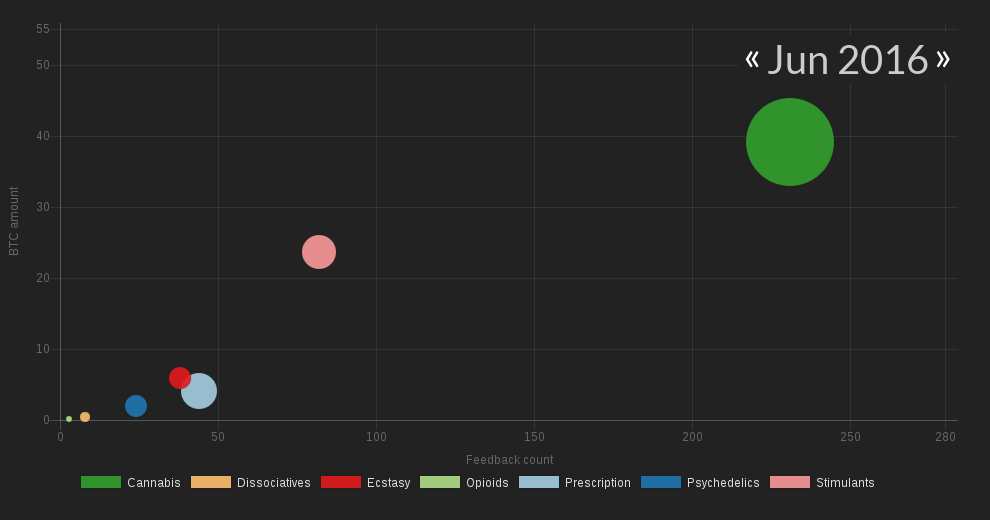 55
« Jun 2016 »
50
40
30
20
10
0
BTC amount
0 50 100 150 200 250 280
Feedback count
Cannabis Dissociatives Ecstasy Opioids Prescription Psychedelics Stimulants